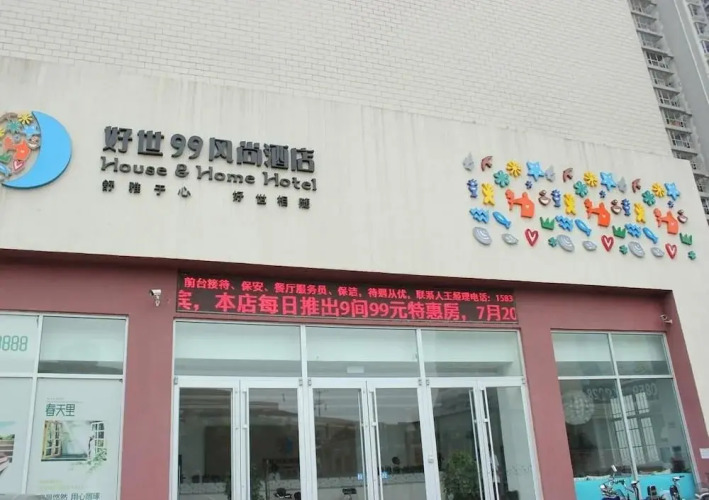 好世99风尚酒店
House & Home Hotel
舒雅于心 好世相随
前台接待、保安、餐厅服务员、保洁，待遇从优，联系人王经理电话：1583
宾，本店每日推出9间99元特惠房，7月20
8888
春天里